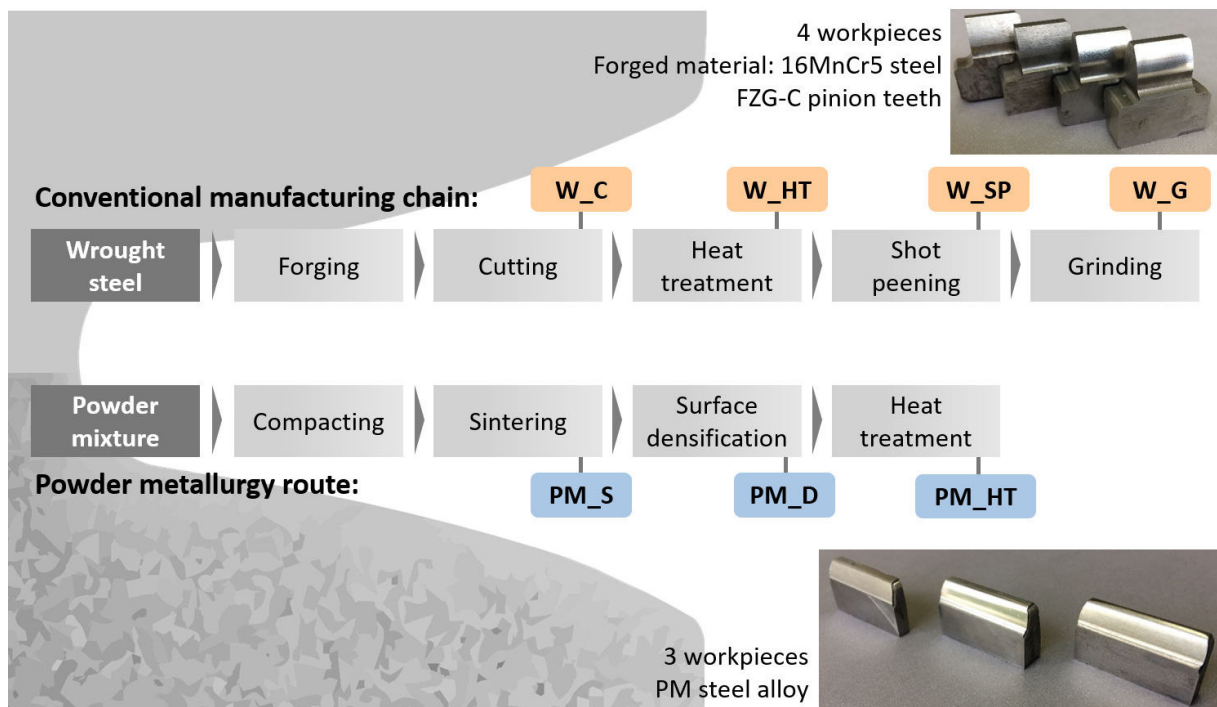 4 workpieces
Forged material: 16MnCr5 steel
FZG-C pinion teeth
Conventional manufacturing chain:
W_C
W_HT
W_SP
W_G
Wrought
steel
Forging
Cutting
Heat
treatment
Shot
peening
Grinding
Powder
mixture
Compacting
Sintering
Surface
densification
Heat
treatment
Powder metallurgy route:
PM_S
PM_D
PM_HT
3 workpieces
PM steel alloy